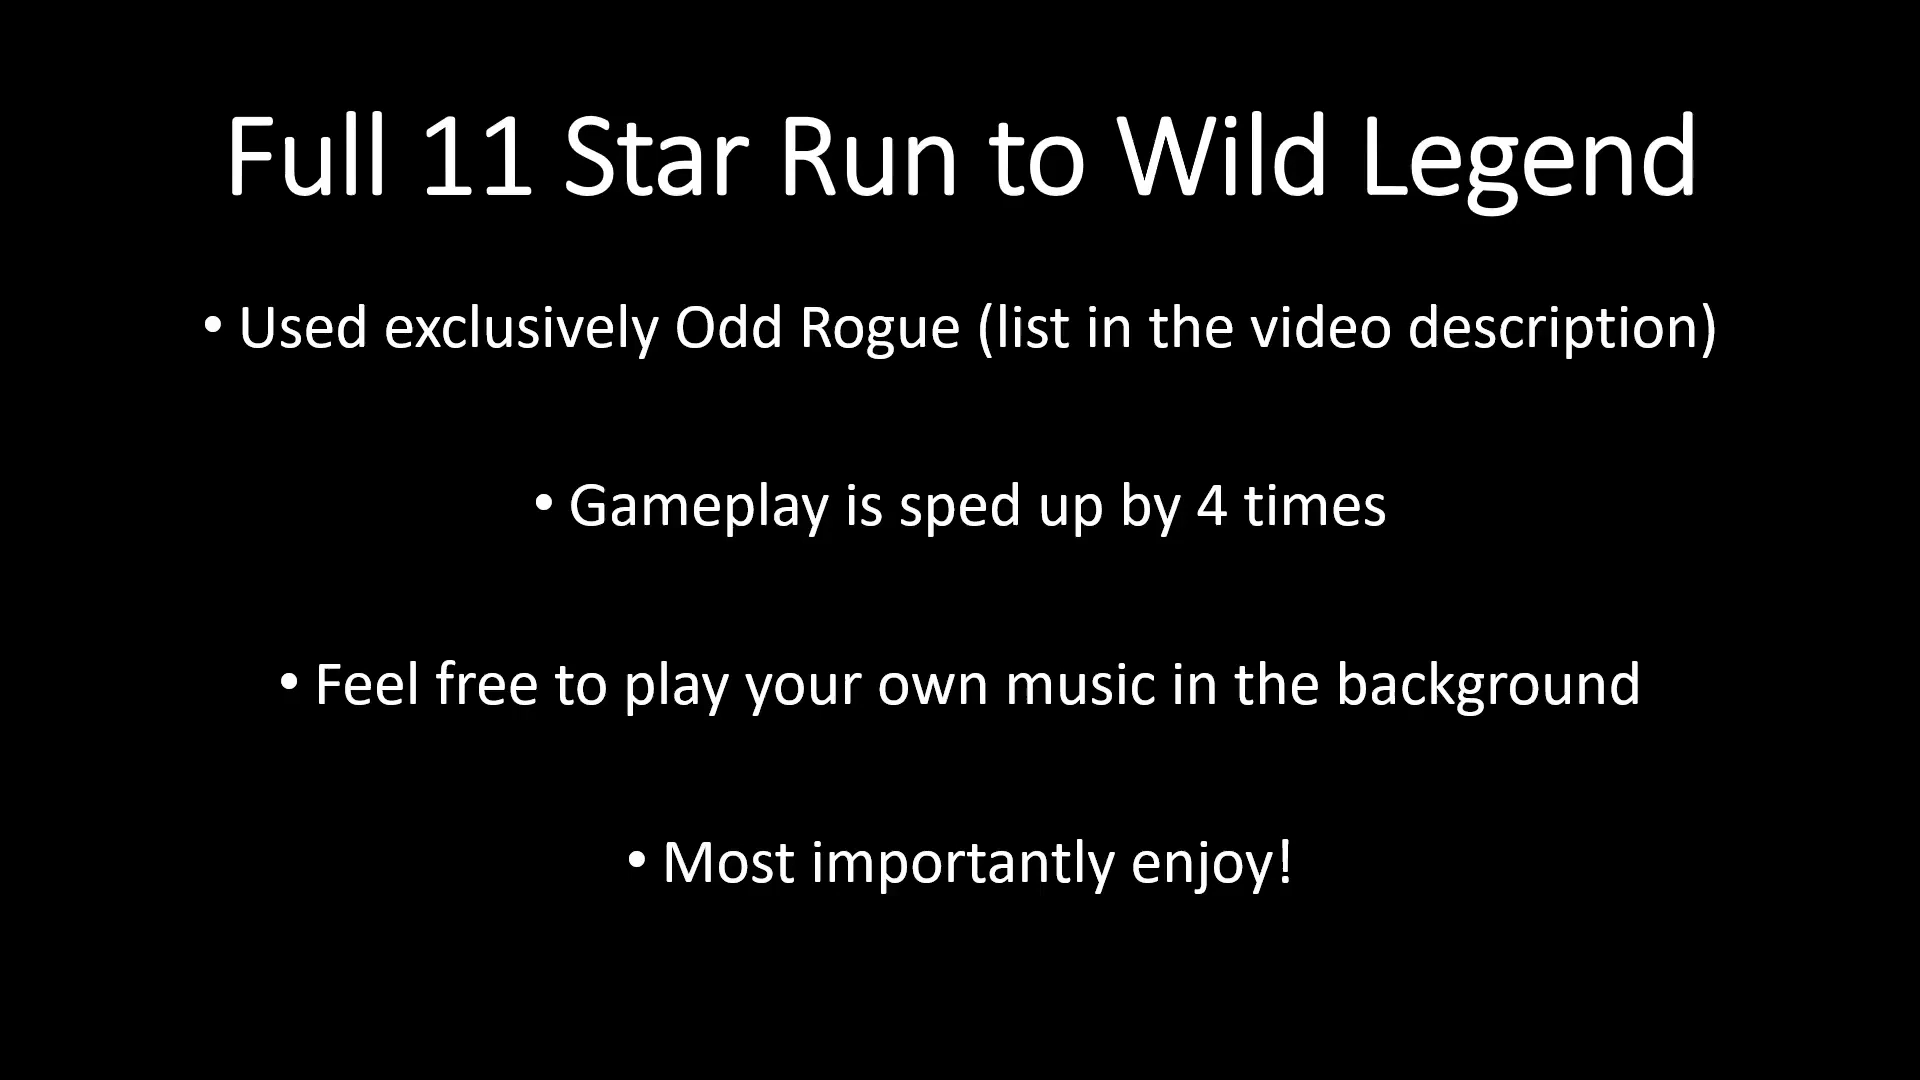 Full 11 Star Run to Wild Legend
• Used exclusively Odd Rogue (list in the video description)
• Gameplay is sped up by 4 times
• Feel free to play your own music in the background
• Most importantly enjoy!